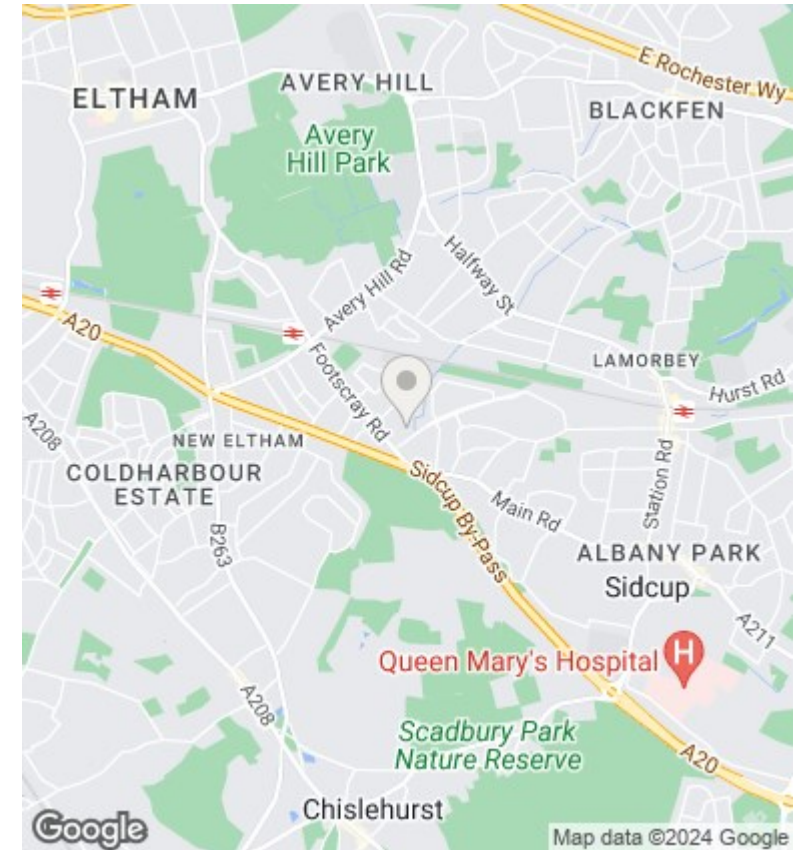 E Rochester Wy
AVERY HILL
ELTHAM
BLACKFEN
Avery
Hill Park
Halfway St
Avery Hill Rd
A20
LAMORBEY
Footscray Rd
Hurst Rd
A208
NEW ELTHAM
COLDHARBOUR
ESTATE
Sidcup By-Pass
Station Rd
Main Rd
B263
ALBANY PARK
Sidcup
A211
Queen Mary's Hospital
H
A208
Scadbury Park
Nature Reserve
A20
Chislehurst
Google
Map data ©2024 Google